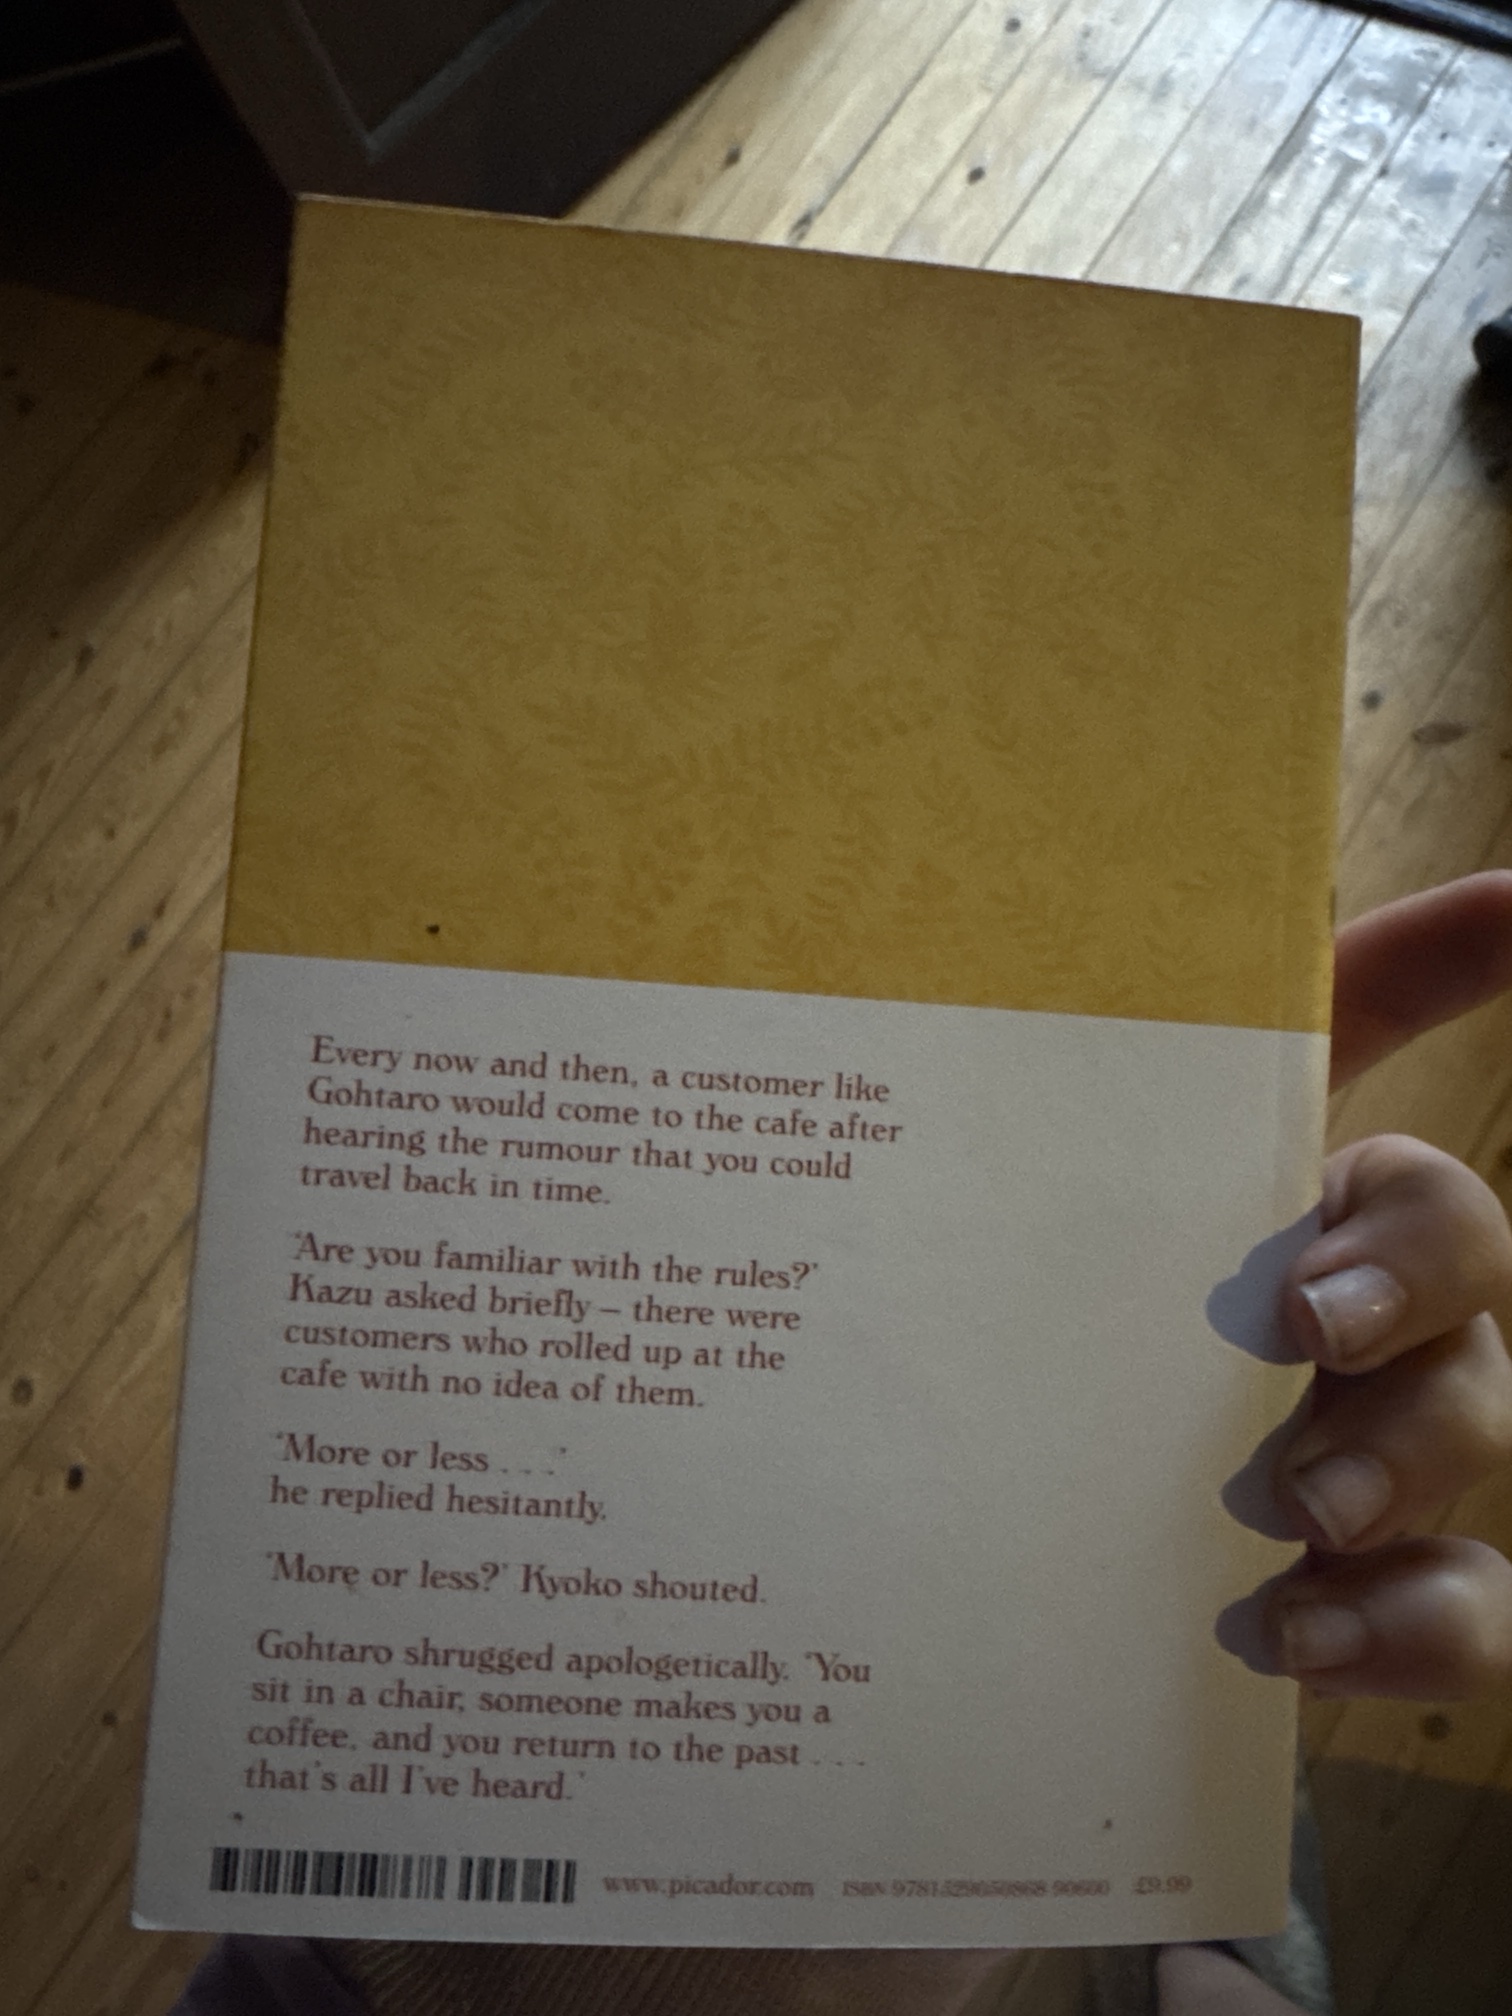 Every now and then, a customer like
Gohtaro would come to the cafe after
hearing the rumour that you could
travel back in time.
‘Are you familiar with the rules?’
Kazu asked briefly – there were
customers who rolled up at the
cafe with no idea of them.
‘More or less . . .’
he replied hesitantly.
‘More or less?’ Kyoko shouted.
Gohtaro shrugged apologetically. ‘You
sit in a chair, someone makes you a
coffee, and you return to the past . . .
that’s all I’ve heard.’
www.picador.com ISBN 9781529050868 90600 £9.99